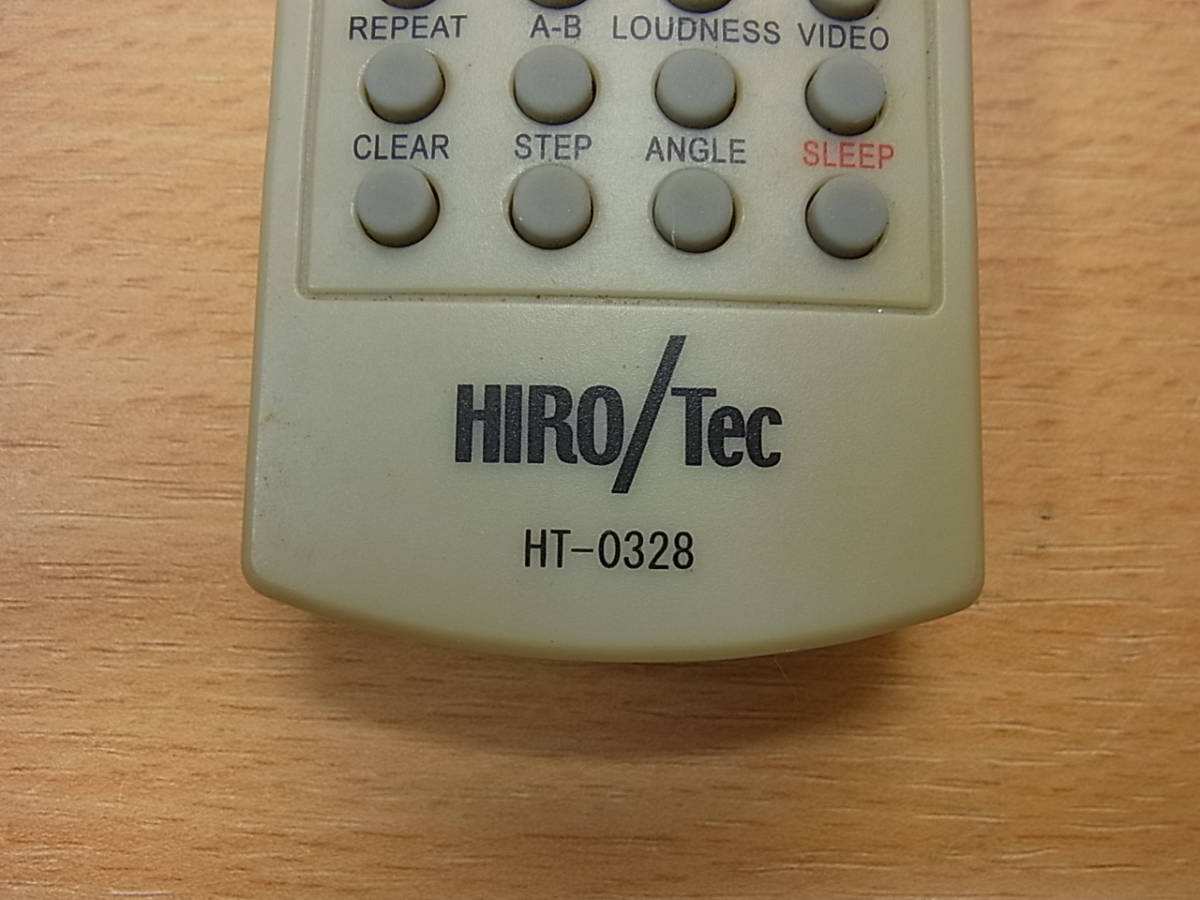 REPEAT A-B LOUDNESS VIDEO
CLEAR STEP ANGLE SLEEP
HIRO/Tec
HT-0328